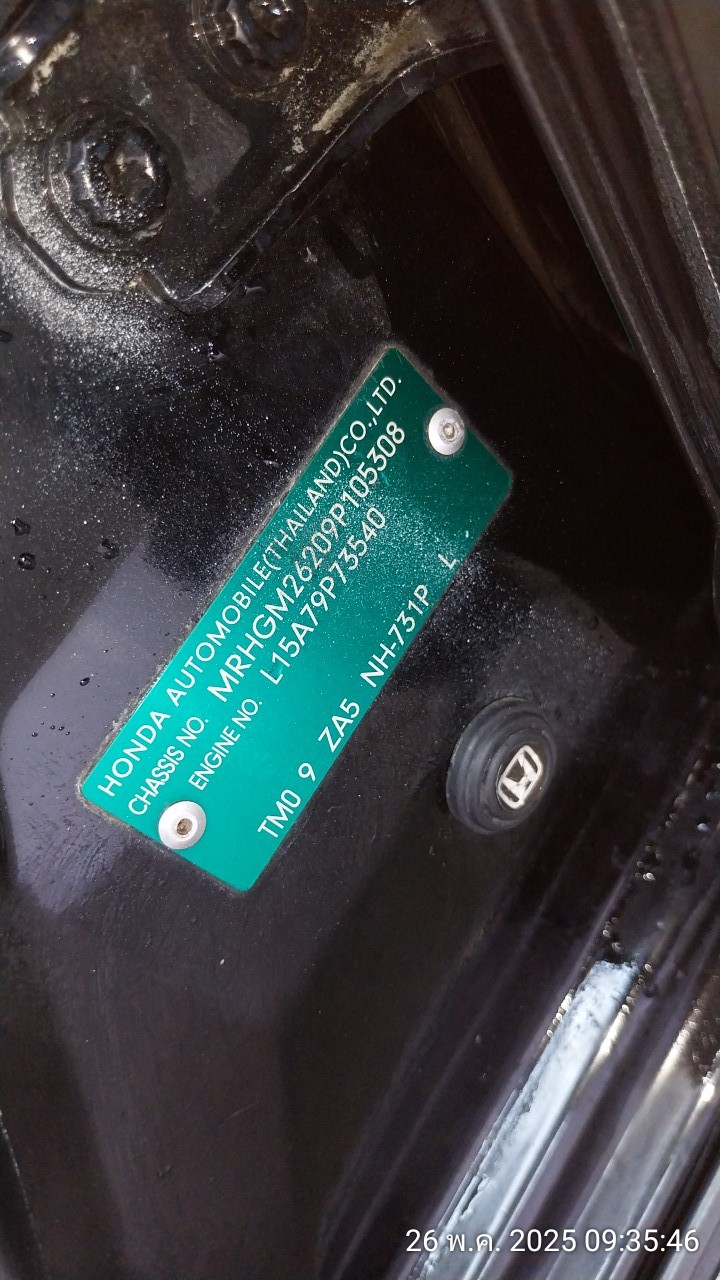 HONDA AUTOMOBILE(THAILAND)CO.,LTD.
CHASSIS NO. MRHGM26209P105308
ENGINE NO. L15A79P73540
TM0 9 ZA5 NH-731P L
26 พ.ค. 2025 09:35:46